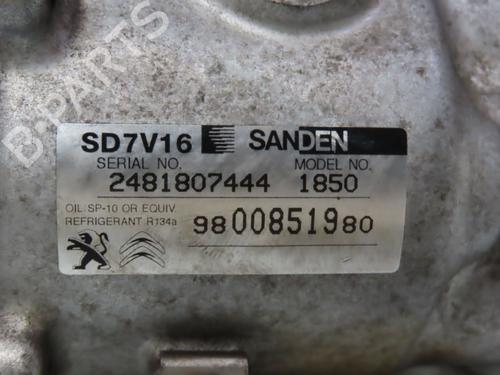 SD7V16 SANDEN
SERIAL NO. MODEL NO.
2481807444 1850
OIL SP-10 OR EQUIV.
REFRIGERANT R134a
9800851980
B-PARTS